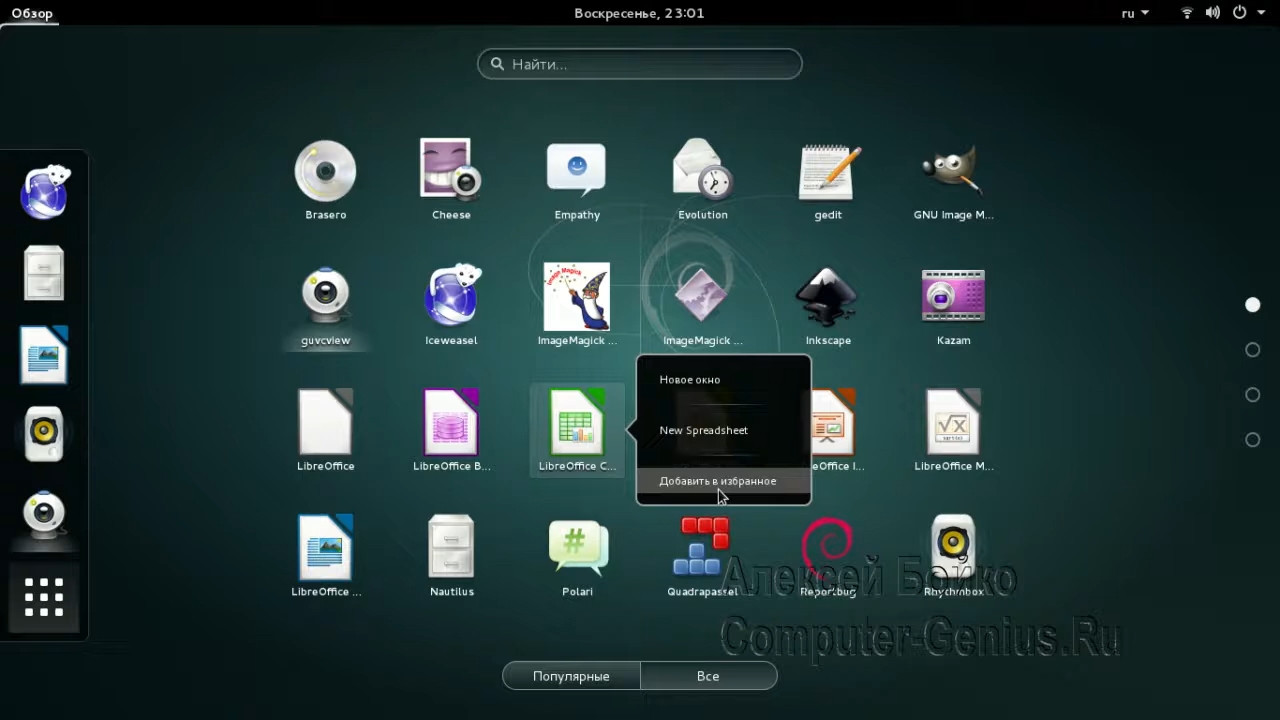 Обзор
Воскресенье, 23:01
ru
Найти...
Brasero
Cheese
Empathy
Evolution
gedit
GNU Image M...
Image Magick
guvcview
Iceweasel
ImageMagick ...
ImageMagick ...
Inkscape
Kazam
Новое окно
New Spreadsheet
Добавить в избранное
LibreOffice
LibreOffice B...
LibreOffice C...
eOffice I...
LibreOffice M...
LibreOffice ...
Nautilus
Polari
Quadrapassel
Reportbug
Rhythmbox
Алексей Бойко
Computer-Genius.Ru
Популярные
Все